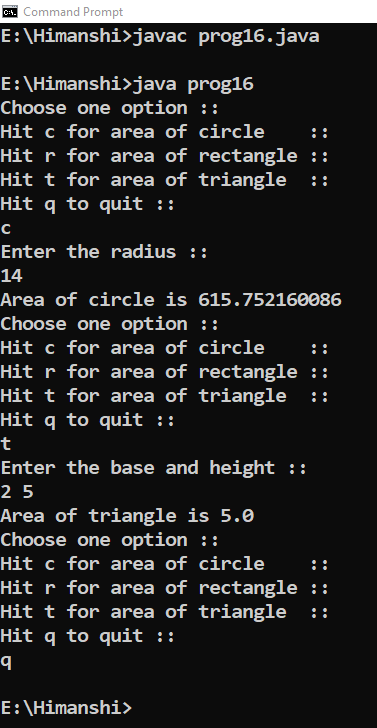 Command Prompt
E:\Himanshi>javac prog16.java
E:\Himanshi>java prog16
Choose one option ::
Hit c for area of circle    ::
Hit r for area of rectangle ::
Hit t for area of triangle  ::
Hit q to quit ::
c
Enter the radius ::
14
Area of circle is 615.752160086
Choose one option ::
Hit c for area of circle    ::
Hit r for area of rectangle ::
Hit t for area of triangle  ::
Hit q to quit ::
t
Enter the base and height ::
2 5
Area of triangle is 5.0
Choose one option ::
Hit c for area of circle    ::
Hit r for area of rectangle ::
Hit t for area of triangle  ::
Hit q to quit ::
q
E:\Himanshi>